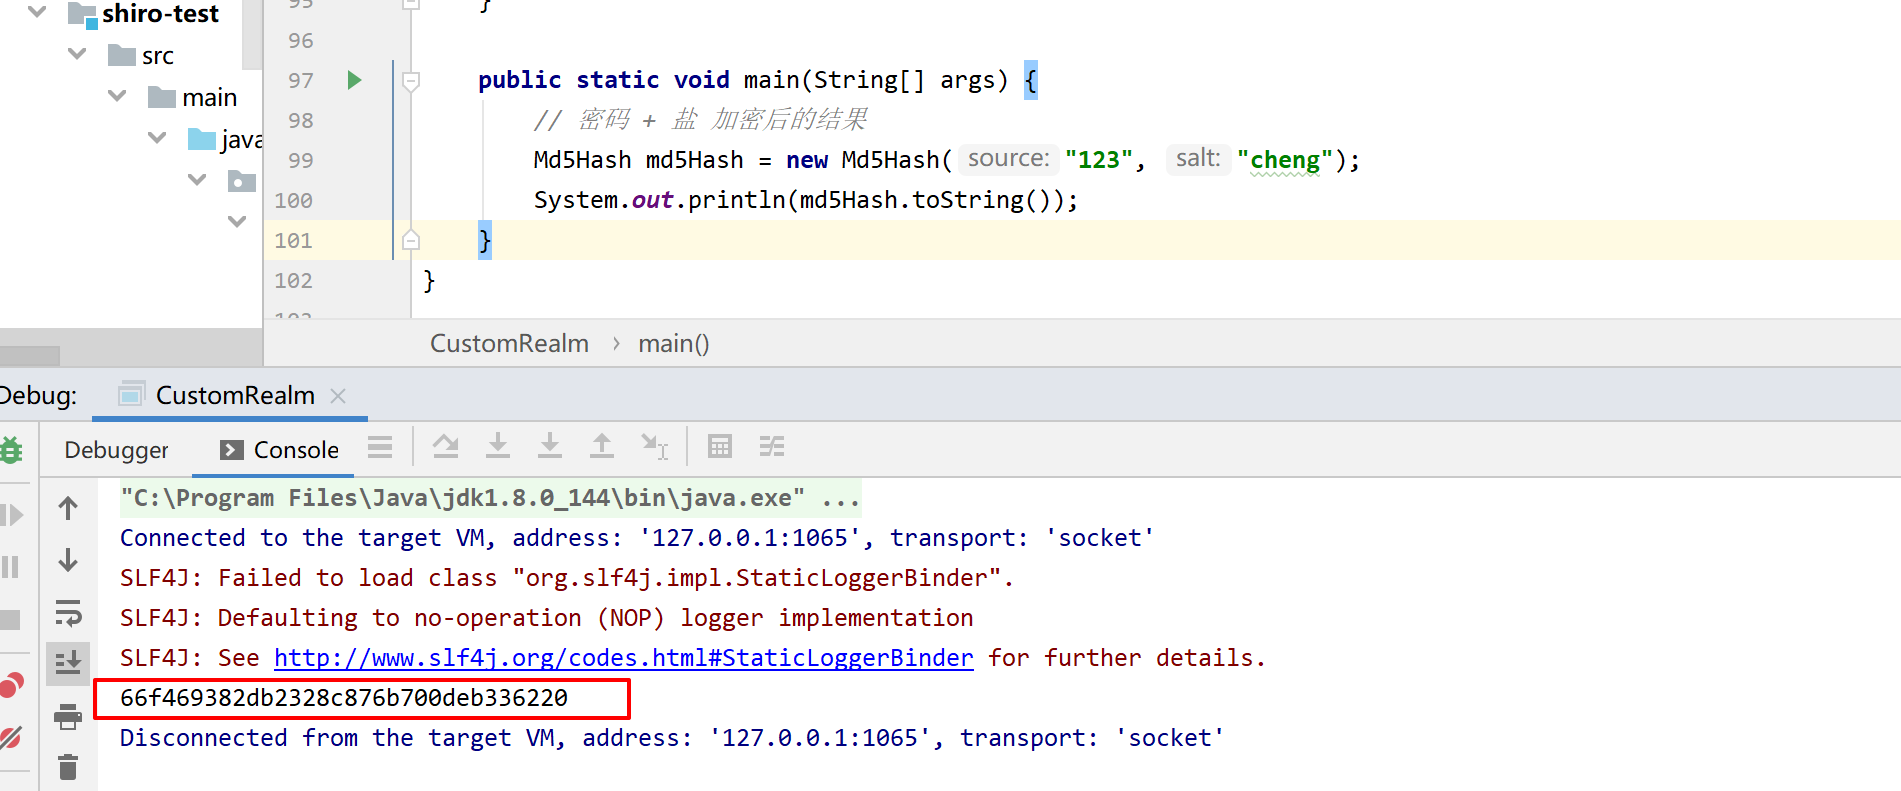 shiro-test
src
main
java
95 }
96
97 public static void main(String[] args) {
98 // 密码 + 盐 加密后的结果
99 Md5Hash md5Hash = new Md5Hash( source: "123", salt: "cheng");
100 System.out.println(md5Hash.toString());
101 }
102 }
103
CustomRealm › main()
Debug: CustomRealm
Debugger Console
"C:\Program Files\Java\jdk1.8.0_144\bin\java.exe" ...
Connected to the target VM, address: '127.0.0.1:1065', transport: 'socket'
SLF4J: Failed to load class "org.slf4j.impl.StaticLoggerBinder".
SLF4J: Defaulting to no-operation (NOP) logger implementation
SLF4J: See http://www.slf4j.org/codes.html#StaticLoggerBinder for further details.
66f469382db2328c876b700deb336220
Disconnected from the target VM, address: '127.0.0.1:1065', transport: 'socket'